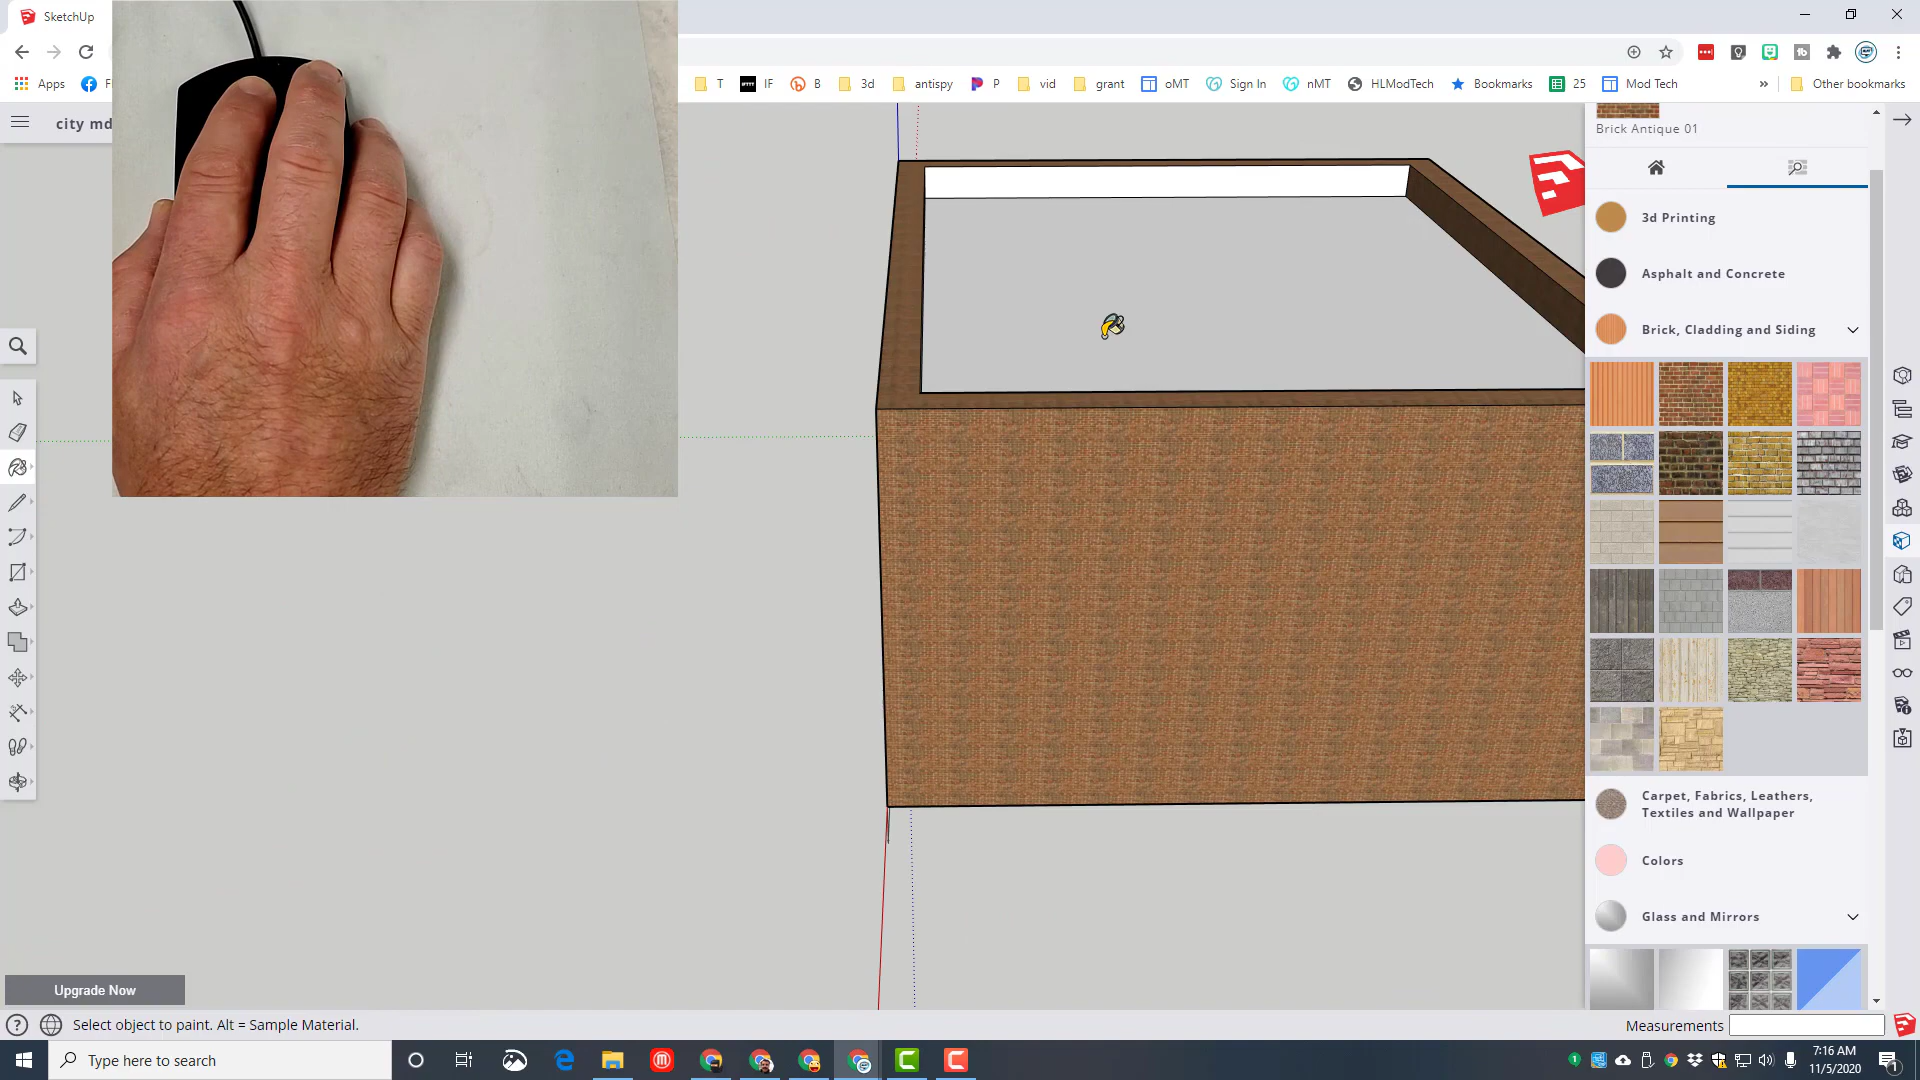 SketchUp
Apps
F
T
IF
B
3d
antispy
P
vid
grant
oMT
Sign In
nMT
HLModTech
Bookmarks
25
Mod Tech
»
Other bookmarks
city md
Brick Antique 01
3d Printing
Asphalt and Concrete
Brick, Cladding and Siding
Carpet, Fabrics, Leathers,
Textiles and Wallpaper
Colors
Glass and Mirrors
Upgrade Now
Select object to paint. Alt = Sample Material.
Measurements
Type here to search
7:16 AM
11/5/2020